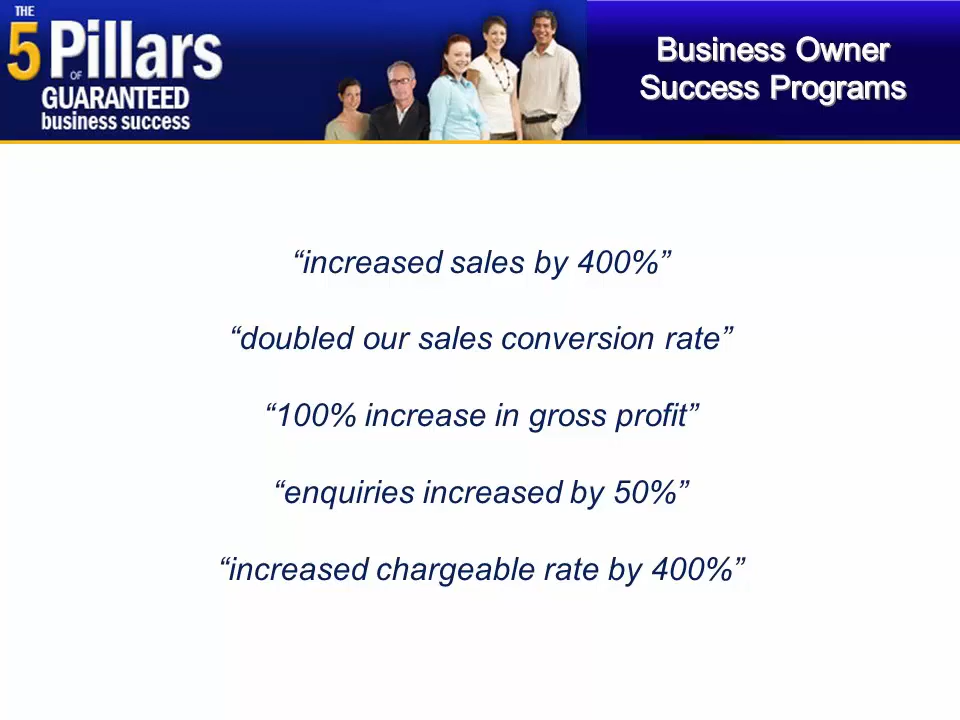 THE
5 Pillars
OF
GUARANTEED
business success
Business Owner
Success Programs
“increased sales by 400%”
“doubled our sales conversion rate”
“100% increase in gross profit”
“enquiries increased by 50%”
“increased chargeable rate by 400%”